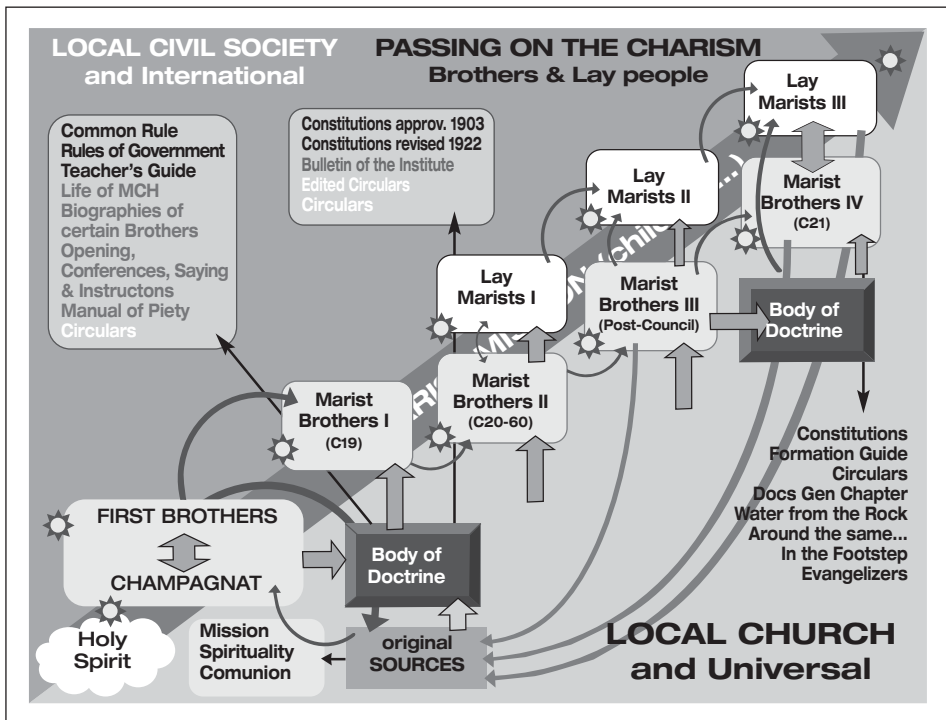 LOCAL CIVIL SOCIETY
and International
PASSING ON THE CHARISM
Brothers & Lay people
Common Rule
Rules of Government
Teacher's Guide
Life of MCH
Biographies of
certain Brothers
Opening,
Conferences, Saying
& Instructons
Manual of Piety
Circulars
Constitutions approv. 1903
Constitutions revised 1922
Bulletin of the Institute
Edited Circulars
Circulars
Lay
Marists III
Lay
Marists II
Marist
Brothers IV
(C21)
Lay
Marists I
Marist
Brothers III
(Post-Council)
Body of
Doctrine
Marist
Brothers I
(C19)
Marist
Brothers II
(C20-60)
Constitutions
Formation Guide
Circulars
Docs Gen Chapter
Water from the Rock
Around the same...
In the Footstep
Evangelizers
FIRST BROTHERS
CHAMPAGNAT
Body of
Doctrine
Holy
Spirit
Mission
Spirituality
Comunion
original
SOURCES
LOCAL CHURCH
and Universal